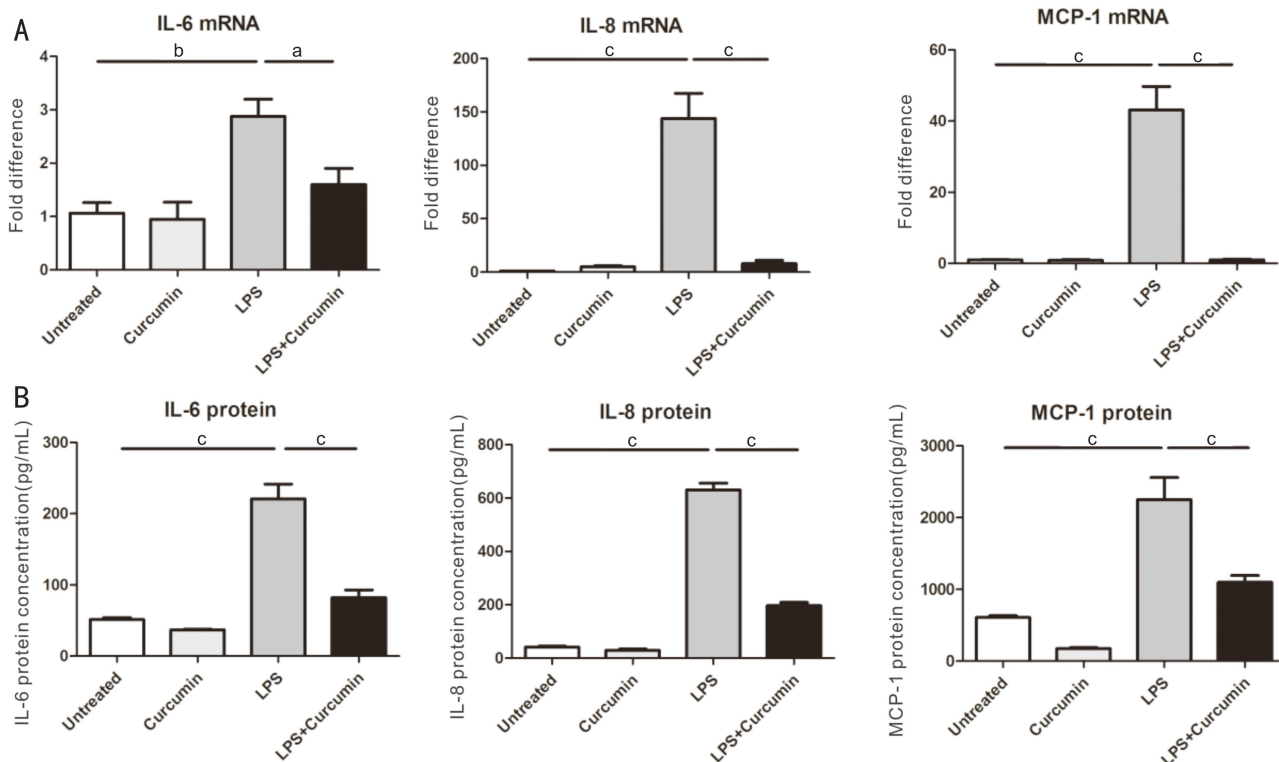 A
IL-6 mRNA
b
a
4
3
2
1
0
Fold difference
Untreated
Curcumin
LPS
LPS+Curcumin
IL-8 mRNA
c
c
200
150
100
50
0
Fold difference
Untreated
Curcumin
LPS
LPS+Curcumin
MCP-1 mRNA
c
c
60
40
20
0
Fold difference
Untreated
Curcumin
LPS
LPS+Curcumin
B
IL-6 protein
c
c
300
200
100
0
IL-6 protein concentration(pg/mL)
Untreated
Curcumin
LPS
LPS+Curcumin
IL-8 protein
c
c
800
600
400
200
0
IL-8 protein concentration(pg/mL)
Untreated
Curcumin
LPS
LPS+Curcumin
MCP-1 protein
c
c
3000
2000
1000
0
MCP-1 protein concentration(pg/mL)
Untreated
Curcumin
LPS
LPS+Curcumin